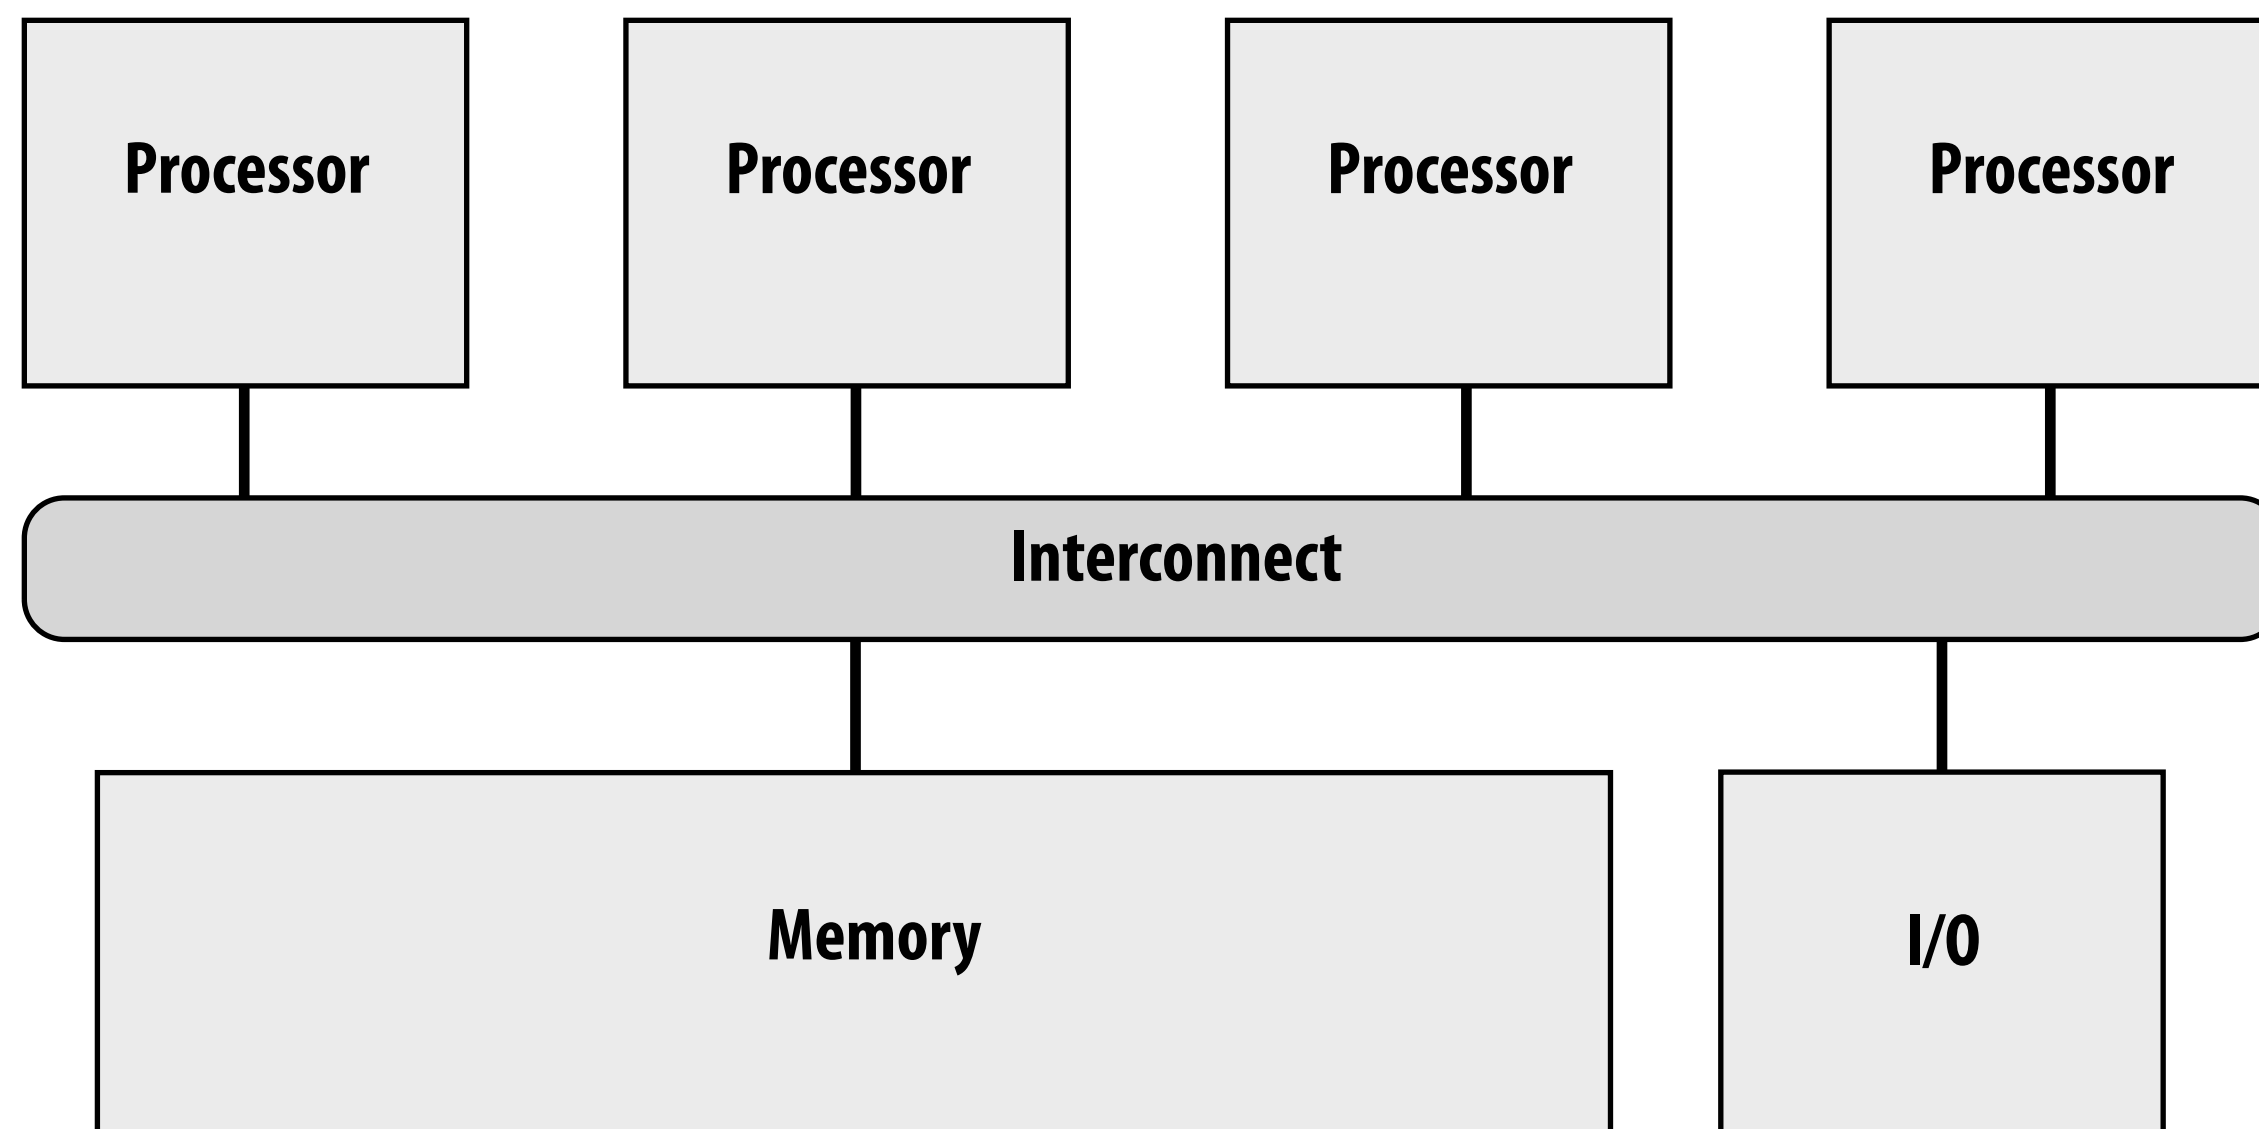 Processor
Processor
Processor
Processor
Interconnect
Memory
I/O